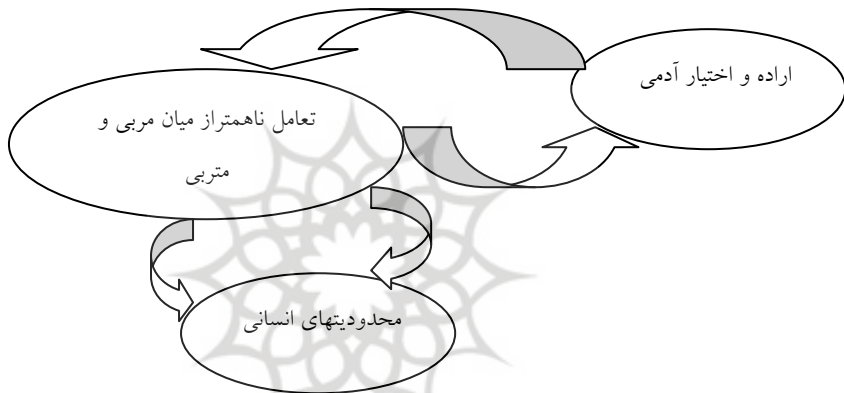 اراده و اختیار آدمی
تعامل ناهمتراز میان مربی و
متربی
محدودیتهای انسانی